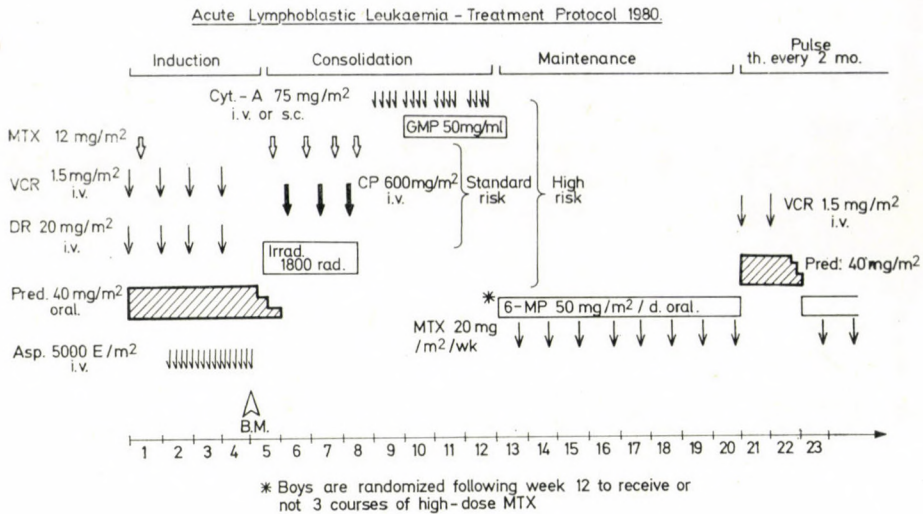 Acute Lymphoblastic Leukaemia - Treatment Protocol 1980.
Induction
Consolidation
Maintenance
Pulse
th. every 2 mo.
Cyt.-A 75 mg/m²
i.v. or s.c.
GMP 50mg/ml
MTX 12 mg/m²
VCR 1.5mg/m²
i.v.
CP 600mg/m²
i.v.
Standard
risk
High
risk
VCR 1.5 mg/m²
i.v.
DR 20 mg/m²
i.v.
Irrad.
1800 rad.
Pred. 40 mg/m²
oral.
Pred: 40 mg/m²
* 6-MP 50 mg/m² / d. oral.
MTX 20 mg
/m²/wk
Asp. 5000 E/m²
i.v.
B.M.
1 2 3 4 5 6 7 8 9 10 11 12 13 14 15 16 17 18 19 20 21 22 23
* Boys are randomized following week 12 to receive or
not 3 courses of high-dose MTX